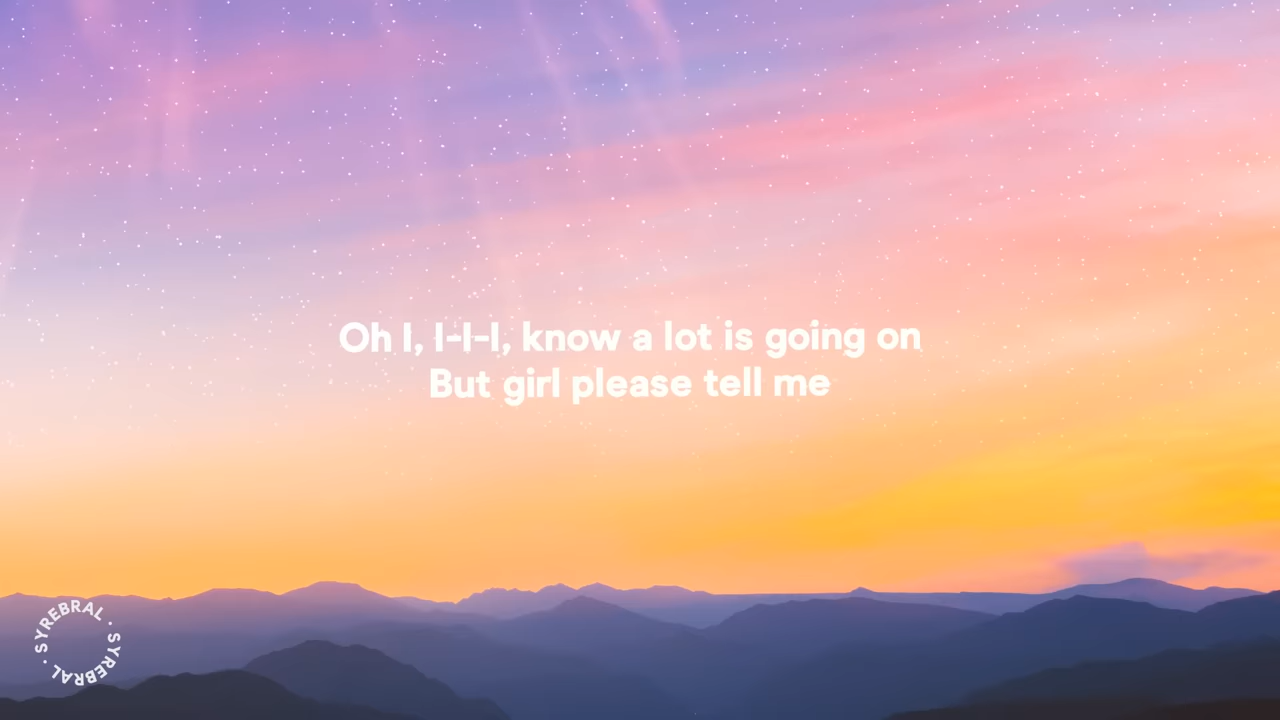 Oh I, I-I-I, know a lot is going on
But girl please tell me
SYREBRAL · SYREBRAL ·